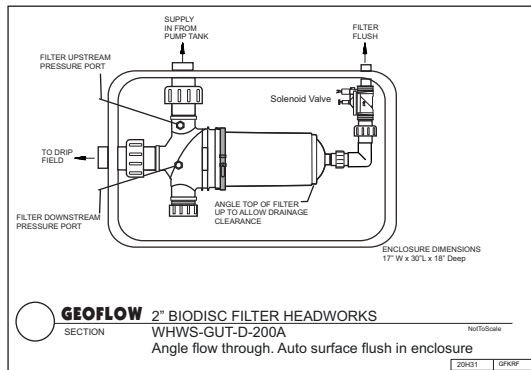 SUPPLY
IN FROM
PUMP TANK
FILTER
FLUSH
FILTER UPSTREAM
PRESSURE PORT
Solenoid Valve
TO DRIP
FIELD
FILTER DOWNSTREAM
PRESSURE PORT
ANGLE TOP OF FILTER
UP TO ALLOW DRAINAGE
CLEARANCE
ENCLOSURE DIMENSIONS
17" W x 30"L x 18" Deep
GEOFLOW 2" BIODISC FILTER HEADWORKS
SECTION WHWS-GUT-D-200A
NotToScale
Angle flow through. Auto surface flush in enclosure
20H31 GFKRF